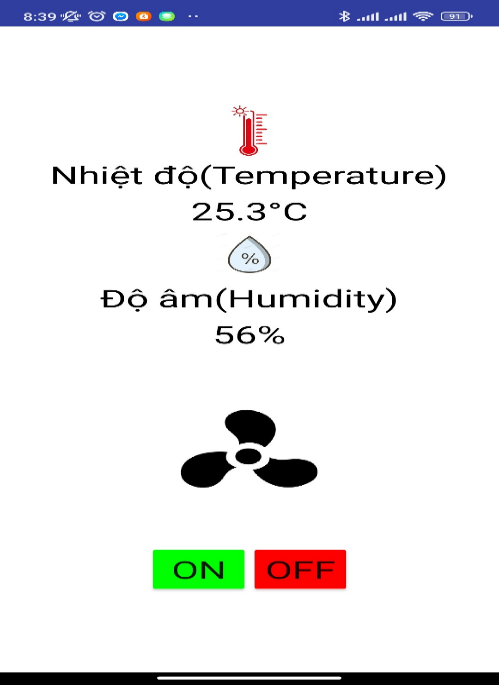 8:39
91
Nhiệt độ(Temperature)
25.3°C
%
Độ âm(Humidity)
56%
ON
OFF